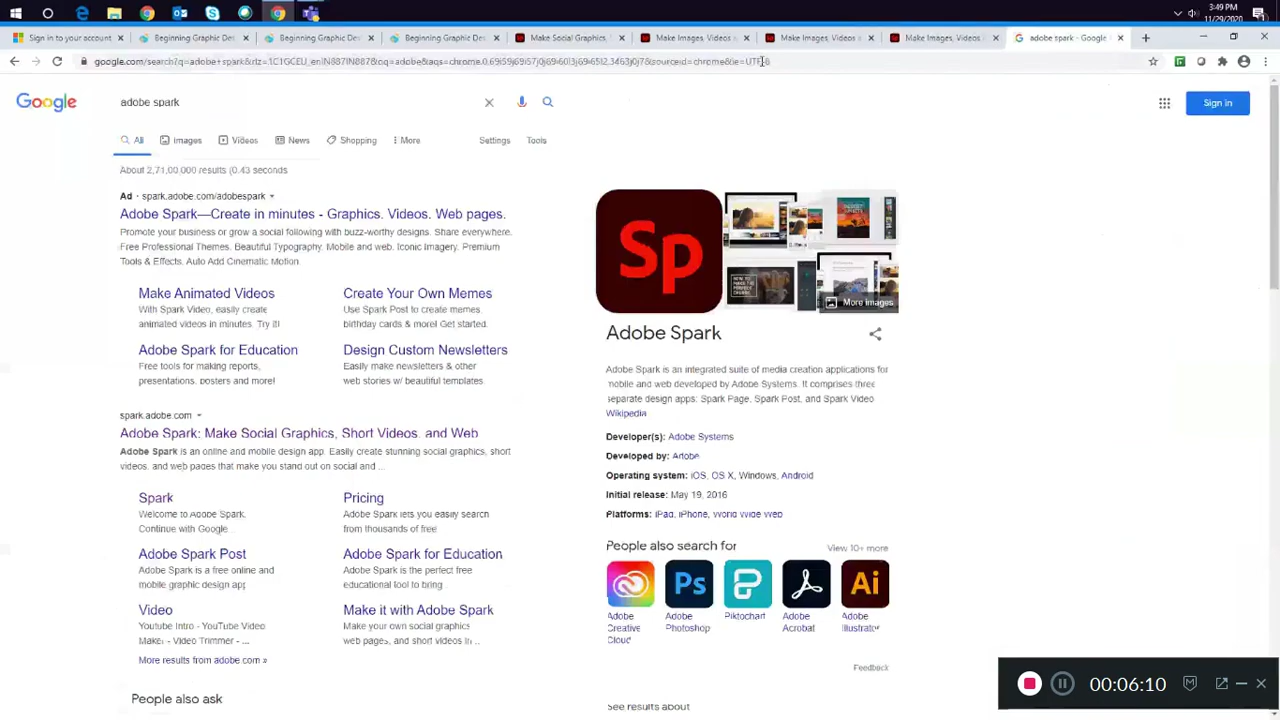 3:49 PM
11/29/2020
Sign in to your account
Beginning Graphic De
Beginning Graphic De
Beginning Graphic De
Make Social Graphics,
Make Images, Videos
Make Images, Videos
Make Images, Videos
adobe spark - Google
Google
adobe spark
Sign in
All
Images
Videos
News
Shopping
More
Settings
Tools
About 2,71,00,000 results (0.43 seconds
Ad · spark.adobe.com/adobespark
Adobe Spark—Create in minutes - Graphics. Videos. Web pages.
Promote your business or grow a social following with buzz-worthy designs. Share everywhere.
Free Professional Themes. Beautiful Typography. Mobile and web. Iconic Imagery. Premium
Tools & Effects. Auto Add Cinematic Motion.
Make Animated Videos
With Spark Video, easily create
animated videos in minutes. Try it!
Create Your Own Memes
Use Spark Post to create memes,
birthday cards & more! Get started.
Adobe Spark for Education
Free tools for making reports,
presentations, posters and more!
Design Custom Newsletters
Easily make newsletters & other
web stories w/ beautiful templates.
spark.adobe.com
Adobe Spark: Make Social Graphics, Short Videos, and Web
Adobe Spark is an online and mobile design app. Easily create stunning social graphics, short
videos, and web pages that make you stand out on social and ...
Spark
Welcome to Adobe Spark.
Continue with Google
Pricing
Adobe Spark lets you easily search
from thousands of free
Adobe Spark Post
Adobe Spark is a free online and
mobile graphic design app
Adobe Spark for Education
Adobe Spark is the perfect free
educational tool to bring
Video
Youtube Intro - YouTube Video
Maker - Video Trimmer - ...
Make it with Adobe Spark
Make your own social graphics
web pages, and short videos in ..
More results from adobe.com »
People also ask
Sp
More images
Adobe Spark
Adobe Spark is an integrated suite of media creation applications for
mobile and web developed by Adobe Systems. It comprises three
separate design apps: Spark Page, Spark Post, and Spark Video
Wikipedia
Developer(s): Adobe Systems
Developed by: Adobe
Operating system: iOS, OS X, Windows, Android
Initial release: May 19, 2016
Platforms: iPad, iPhone, World Wide Web
People also search for
View 10+ more
Ps
Ai
Adobe
Creative
Cloud
Adobe
Photoshop
Piktochart
Adobe
Acrobat
Adobe
Illustrator
Feedback
See results about
00:06:10